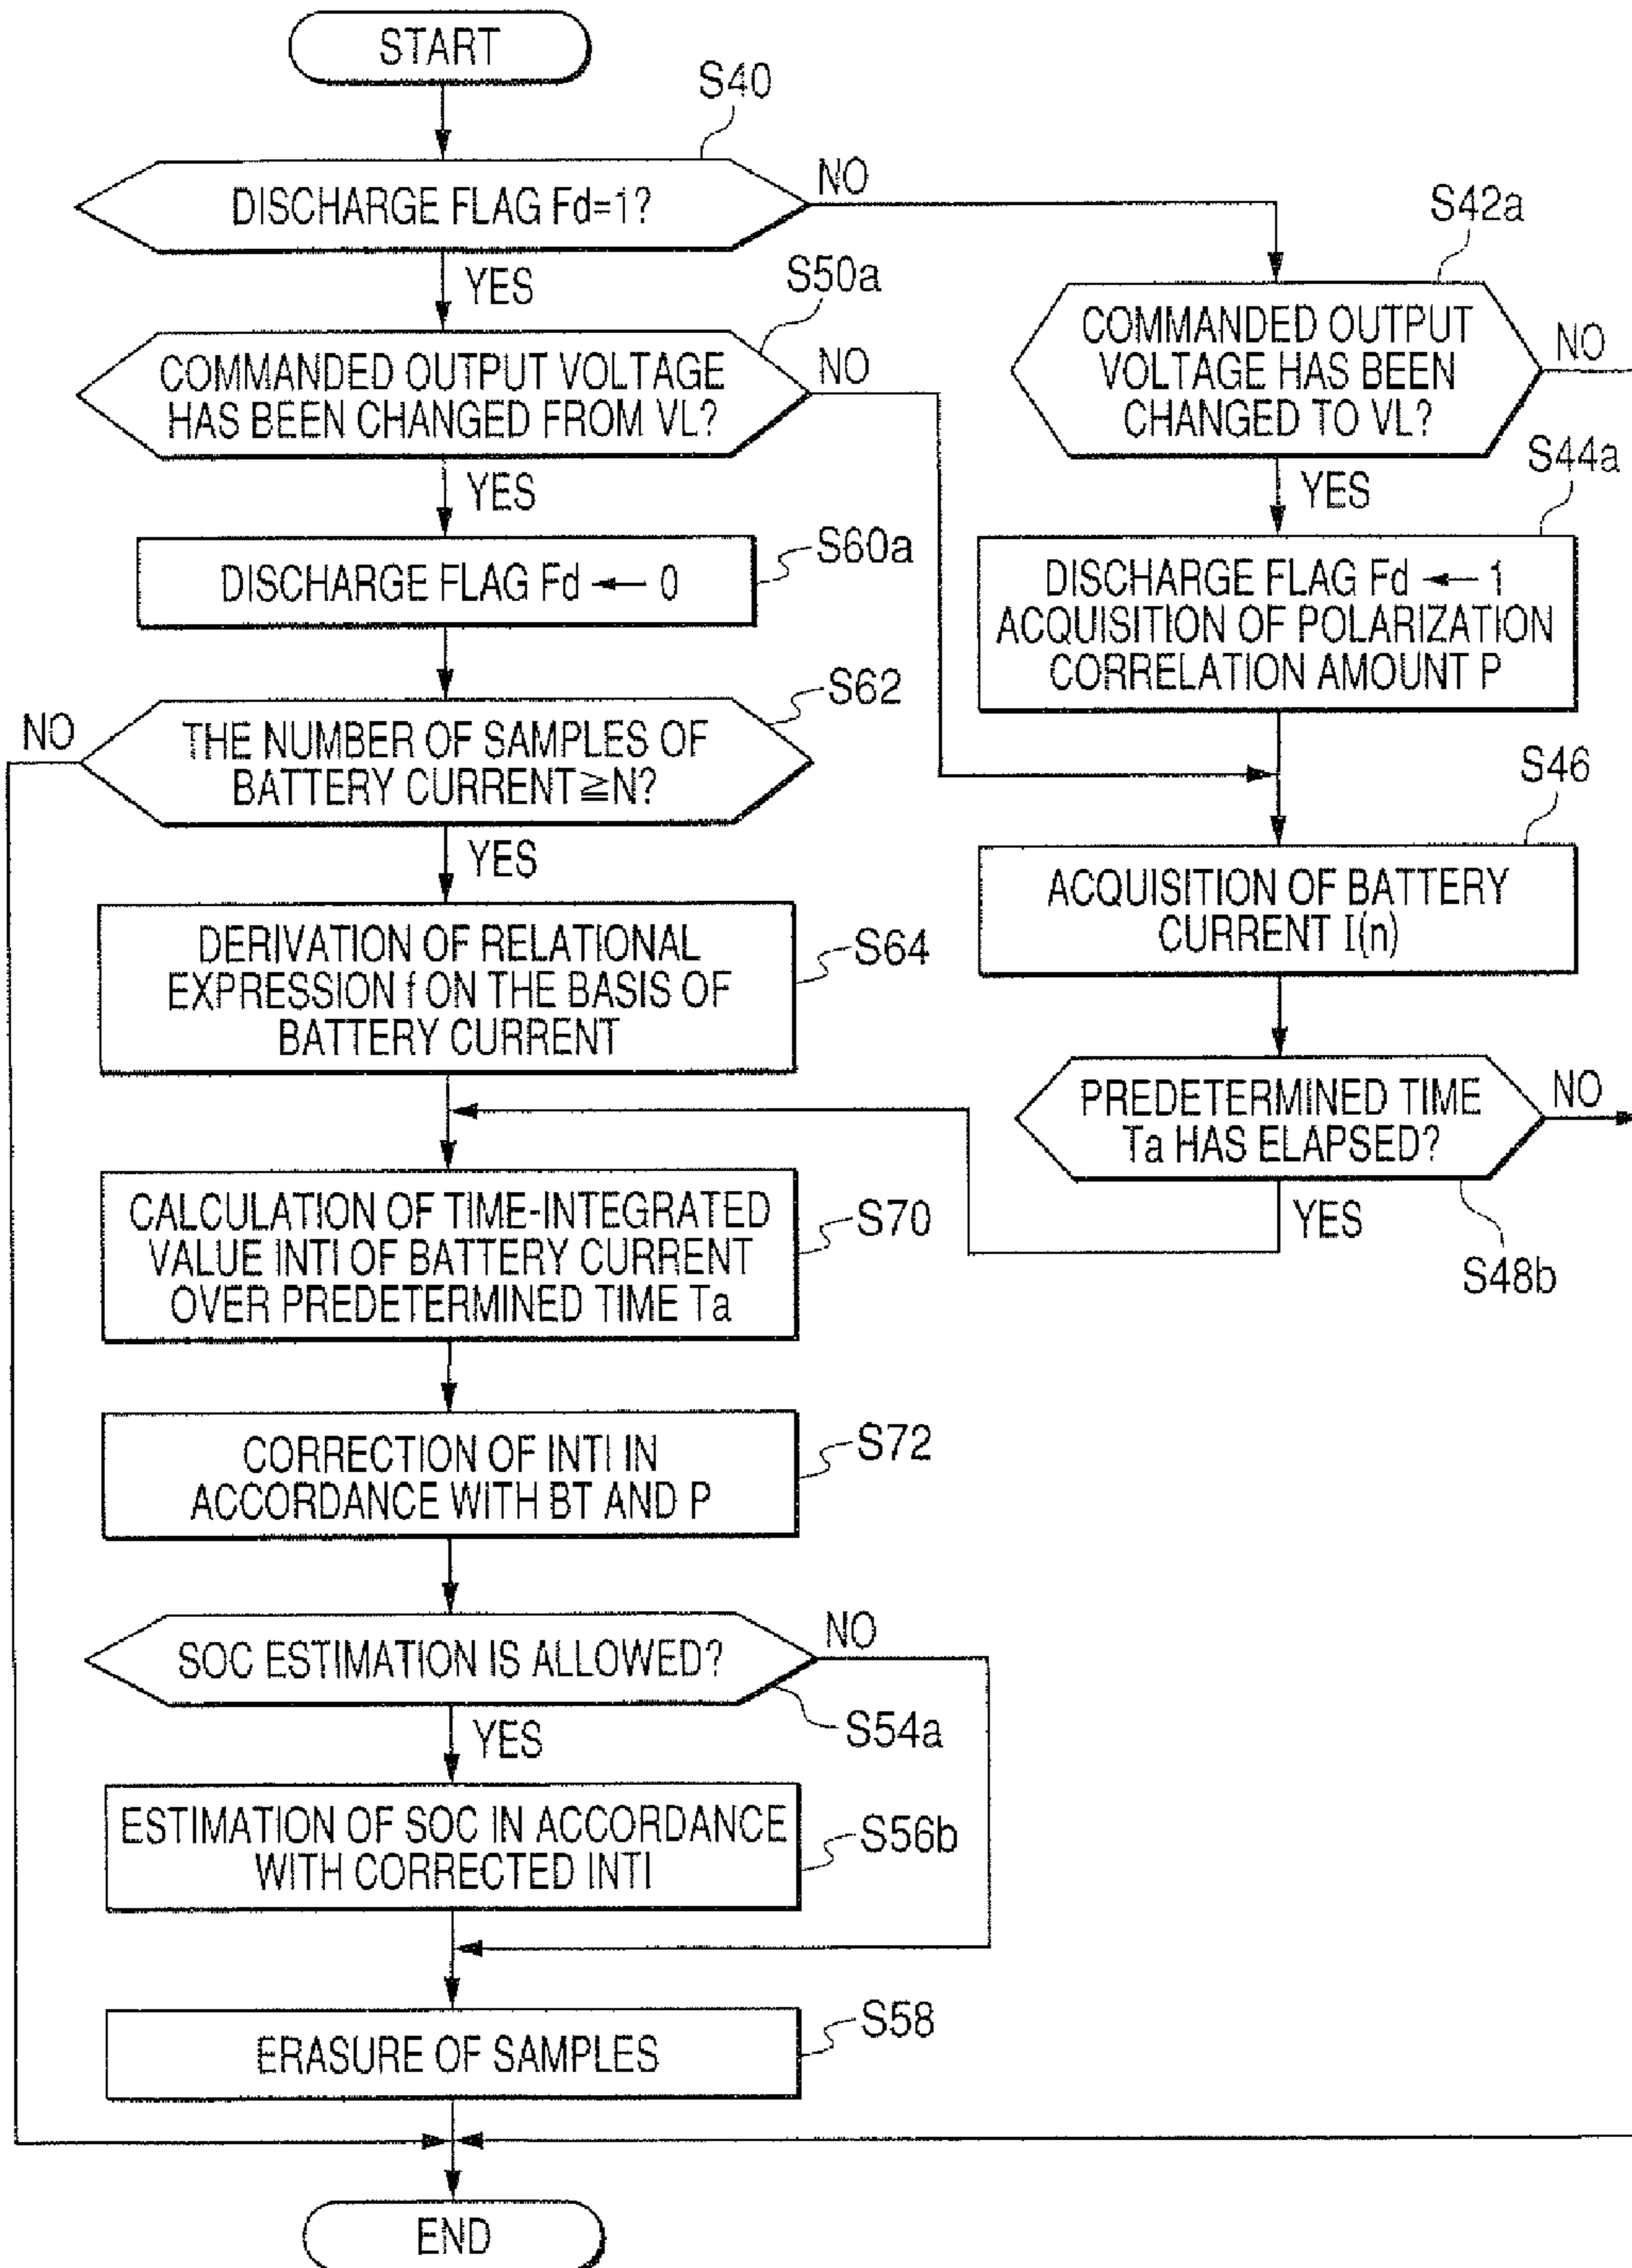 START
S40
DISCHARGE FLAG Fd=1?
NO
YES
S42a
COMMANDED OUTPUT
VOLTAGE HAS BEEN
CHANGED TO VL?
NO
YES
S50a
COMMANDED OUTPUT VOLTAGE
HAS BEEN CHANGED FROM VL?
NO
YES
S44a
DISCHARGE FLAG Fd ← 1
ACQUISITION OF POLARIZATION
CORRELATION AMOUNT P
S60a
DISCHARGE FLAG Fd ← 0
S62
NO
THE NUMBER OF SAMPLES OF
BATTERY CURRENT≧N?
YES
S46
ACQUISITION OF BATTERY
CURRENT I(n)
S64
DERIVATION OF RELATIONAL
EXPRESSION f ON THE BASIS OF
BATTERY CURRENT
PREDETERMINED TIME
Ta HAS ELAPSED?
NO
YES
S48b
S70
CALCULATION OF TIME-INTEGRATED
VALUE INTI OF BATTERY CURRENT
OVER PREDETERMINED TIME Ta
S72
CORRECTION OF INTI IN
ACCORDANCE WITH BT AND P
SOC ESTIMATION IS ALLOWED?
NO
S54a
YES
ESTIMATION OF SOC IN ACCORDANCE
WITH CORRECTED INTI
S56b
S58
ERASURE OF SAMPLES
END